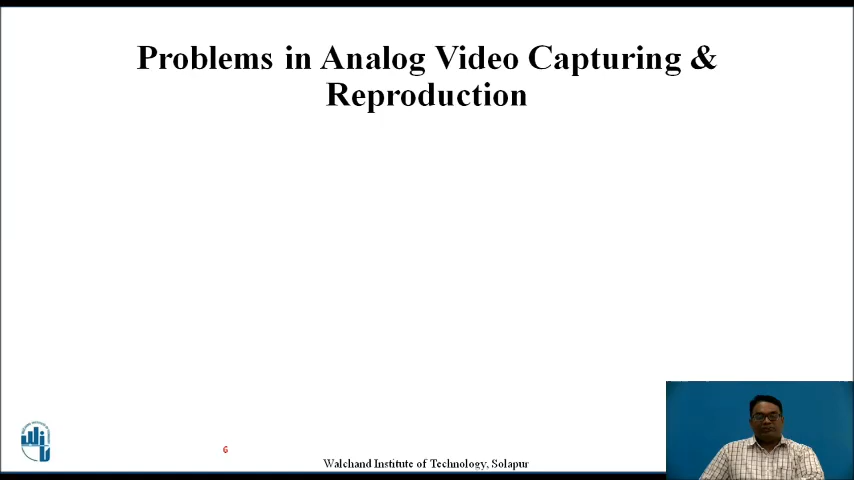 Problems in Analog Video Capturing &
Reproduction
6
Walchand Institute of Technology, Solapur